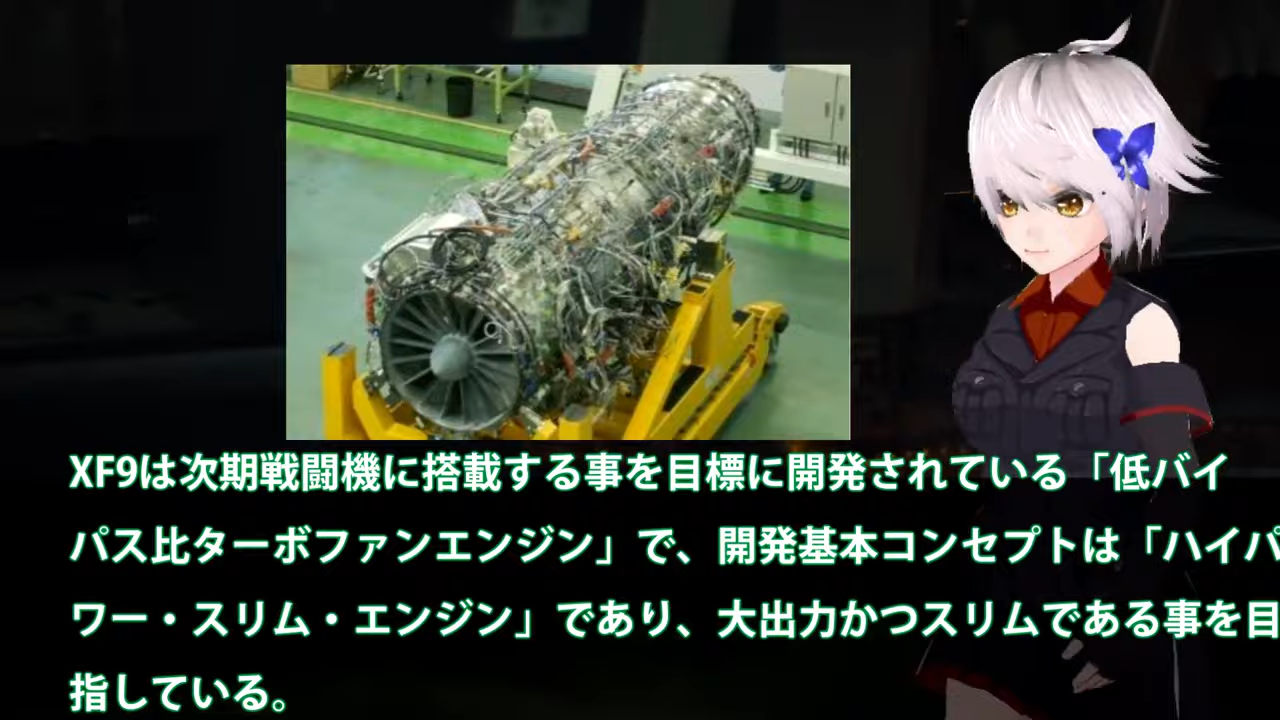 XF9は次期戦闘機に搭載する事を目標に開発されている「低バイ
パス比ターボファンエンジン」で、開発基本コンセプトは「ハイパ
ワー・スリム・エンジン」であり、大出力かつスリムである事を目
指している。